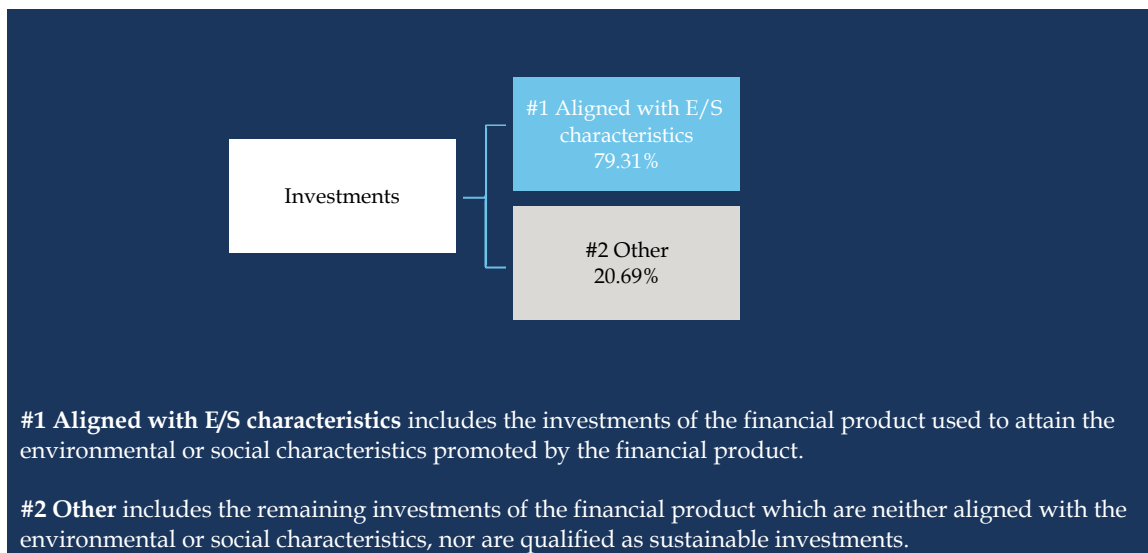 #1 Aligned with E/S
characteristics
79.31%
Investments
#2 Other
20.69%
#1 Aligned with E/S characteristics includes the investments of the financial product used to attain the
environmental or social characteristics promoted by the financial product.
#2 Other includes the remaining investments of the financial product which are neither aligned with the
environmental or social characteristics, nor are qualified as sustainable investments.